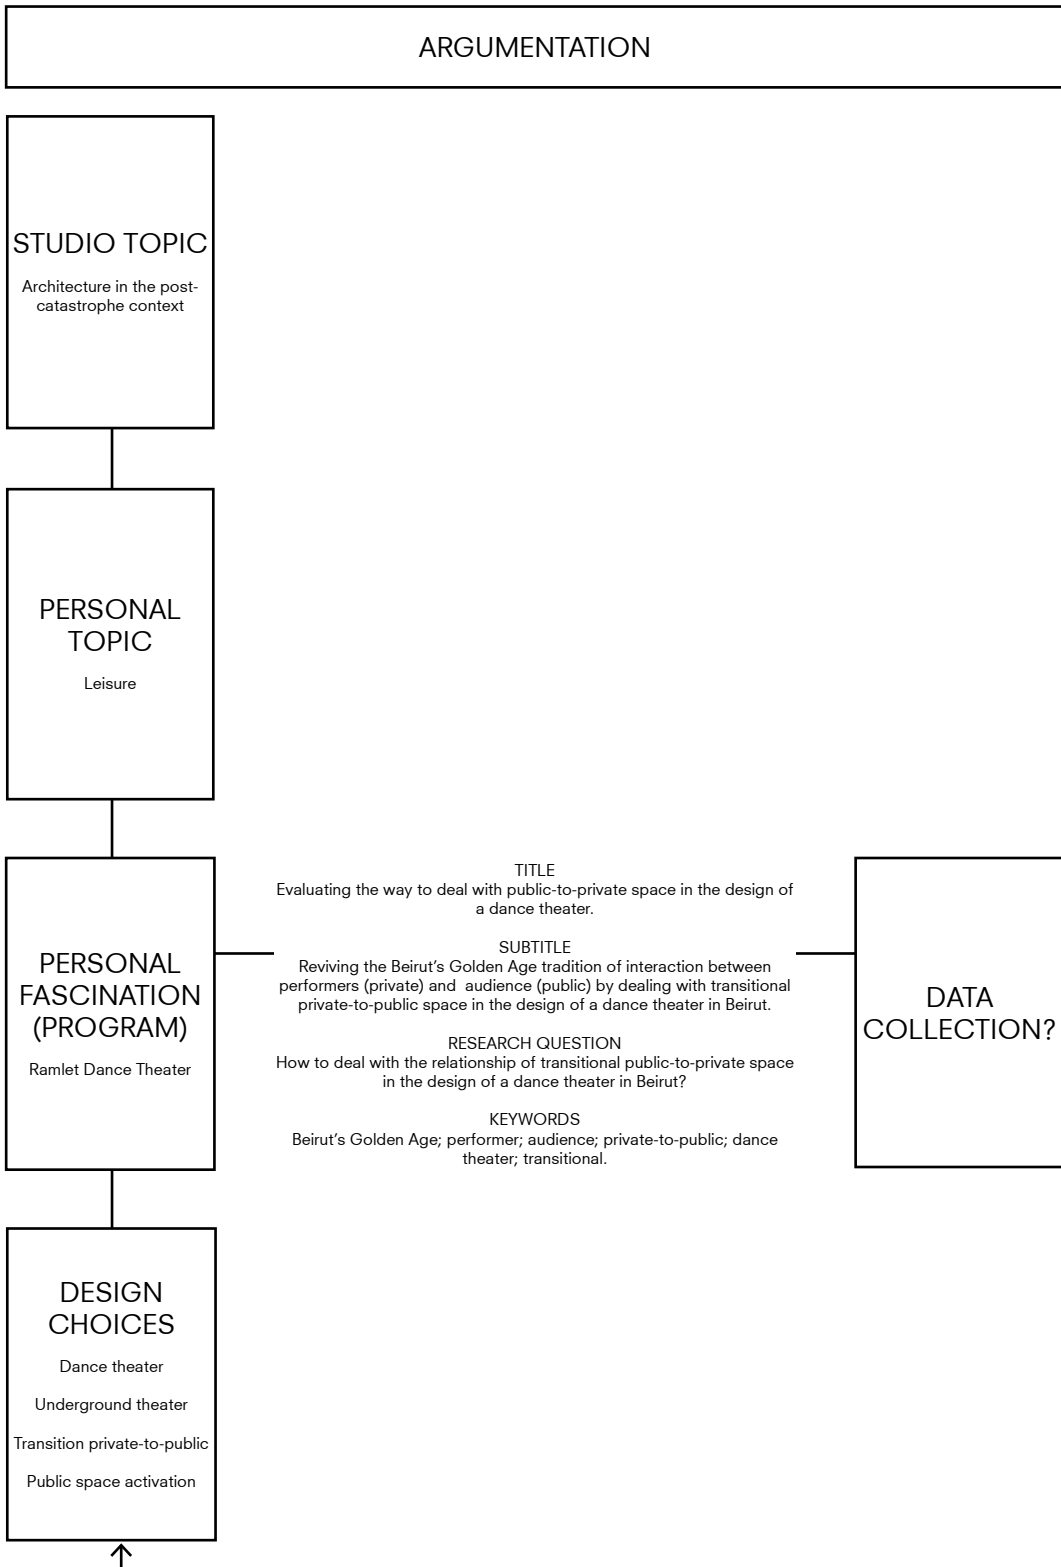 ARGUMENTATION
STUDIO TOPIC
Architecture in the post-
catastrophe context
PERSONAL
TOPIC
Leisure
PERSONAL
FASCINATION
(PROGRAM)
Ramlet Dance Theater
TITLE
Evaluating the way to deal with public-to-private space in the design of
a dance theater.
SUBTITLE
Reviving the Beirut's Golden Age tradition of interaction between
performers (private) and  audience (public) by dealing with transitional
private-to-public space in the design of a dance theater in Beirut.
RESEARCH QUESTION
How to deal with the relationship of transitional public-to-private space
in the design of a dance theater in Beirut?
KEYWORDS
Beirut's Golden Age; performer; audience; private-to-public; dance
theater; transitional.
DATA
COLLECTION?
DESIGN
CHOICES
Dance theater
Underground theater
Transition private-to-public
Public space activation